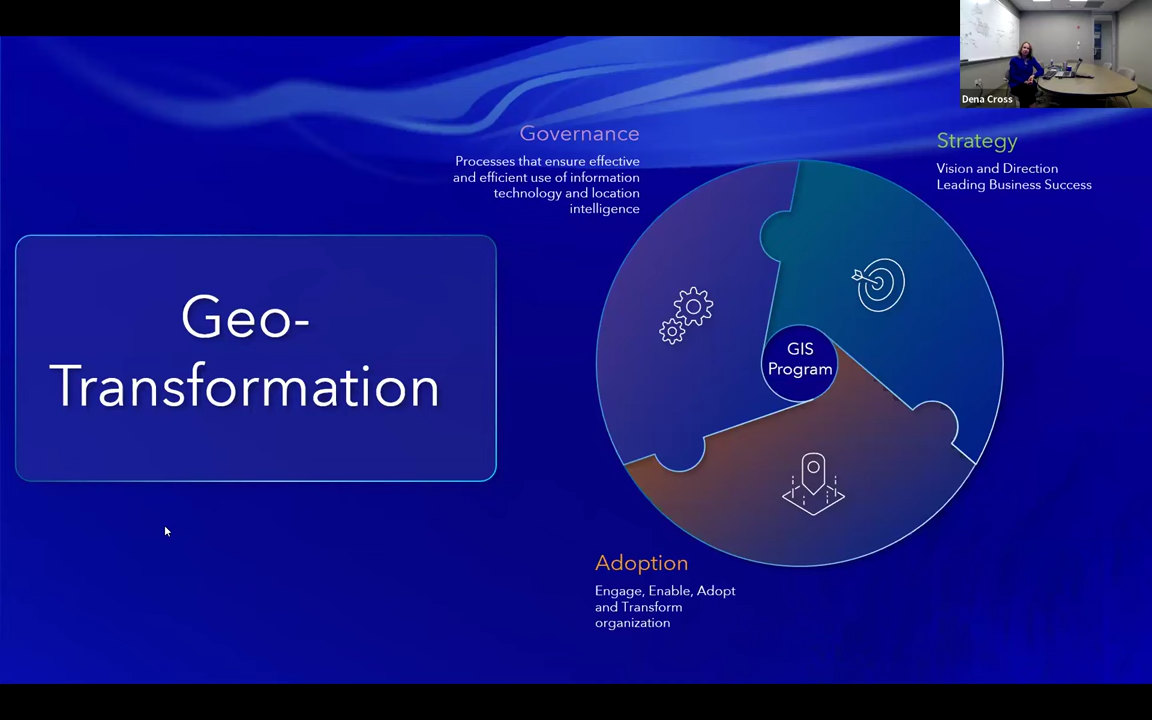 Dena Cross
Governance
Processes that ensure effective
and efficient use of information
technology and location
intelligence
Strategy
Vision and Direction
Leading Business Success
Geo-
Transformation
GIS
Program
Adoption
Engage, Enable, Adopt
and Transform
organization